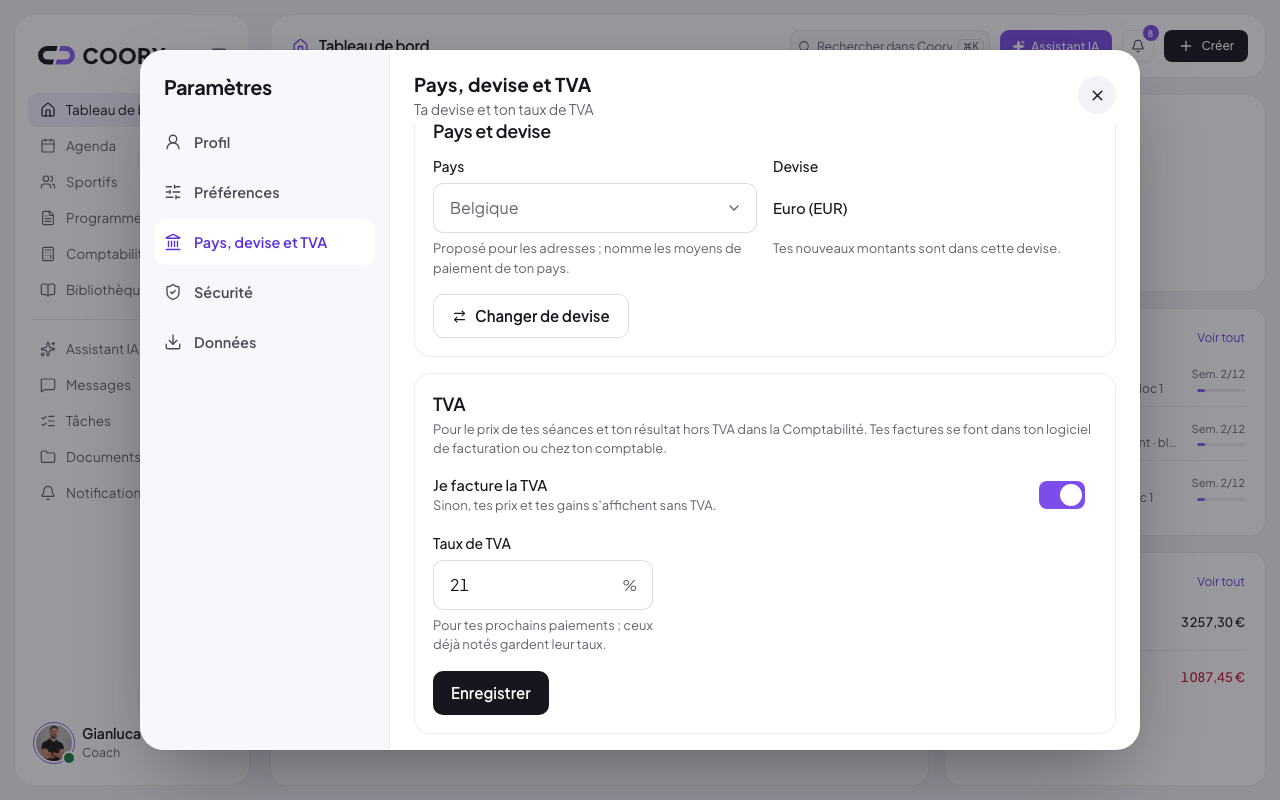 COORY
Tableau de bord
Rechercher dans Coory
⌘K
Assistant IA
8
Créer
Paramètres
Profil
Préférences
Pays, devise et TVA
Sécurité
Données
Pays, devise et TVA
Ta devise et ton taux de TVA
Pays et devise
Pays
Devise
Belgique
Euro (EUR)
Proposé pour les adresses ; nomme les moyens de
paiement de ton pays.
Tes nouveaux montants sont dans cette devise.
Changer de devise
TVA
Pour le prix de tes séances et ton résultat hors TVA dans la Comptabilité. Tes factures se font dans ton logiciel
de facturation ou chez ton comptable.
Je facture la TVA
Sinon, tes prix et tes gains s'affichent sans TVA.
Taux de TVA
21 %
Pour tes prochains paiements ; ceux
déjà notés gardent leur taux.
Enregistrer
Tableau de b
Agenda
Sportifs
Programme
Comptabilit
Bibliothèqu
Assistant IA
Messages
Tâches
Documents
Notification
Gianluca
Coach
Voir tout
Sem. 2/12
loc 1
Sem. 2/12
nt · bl...
Sem. 2/12
c 1
Voir tout
3 257,30 €
1 087,45 €